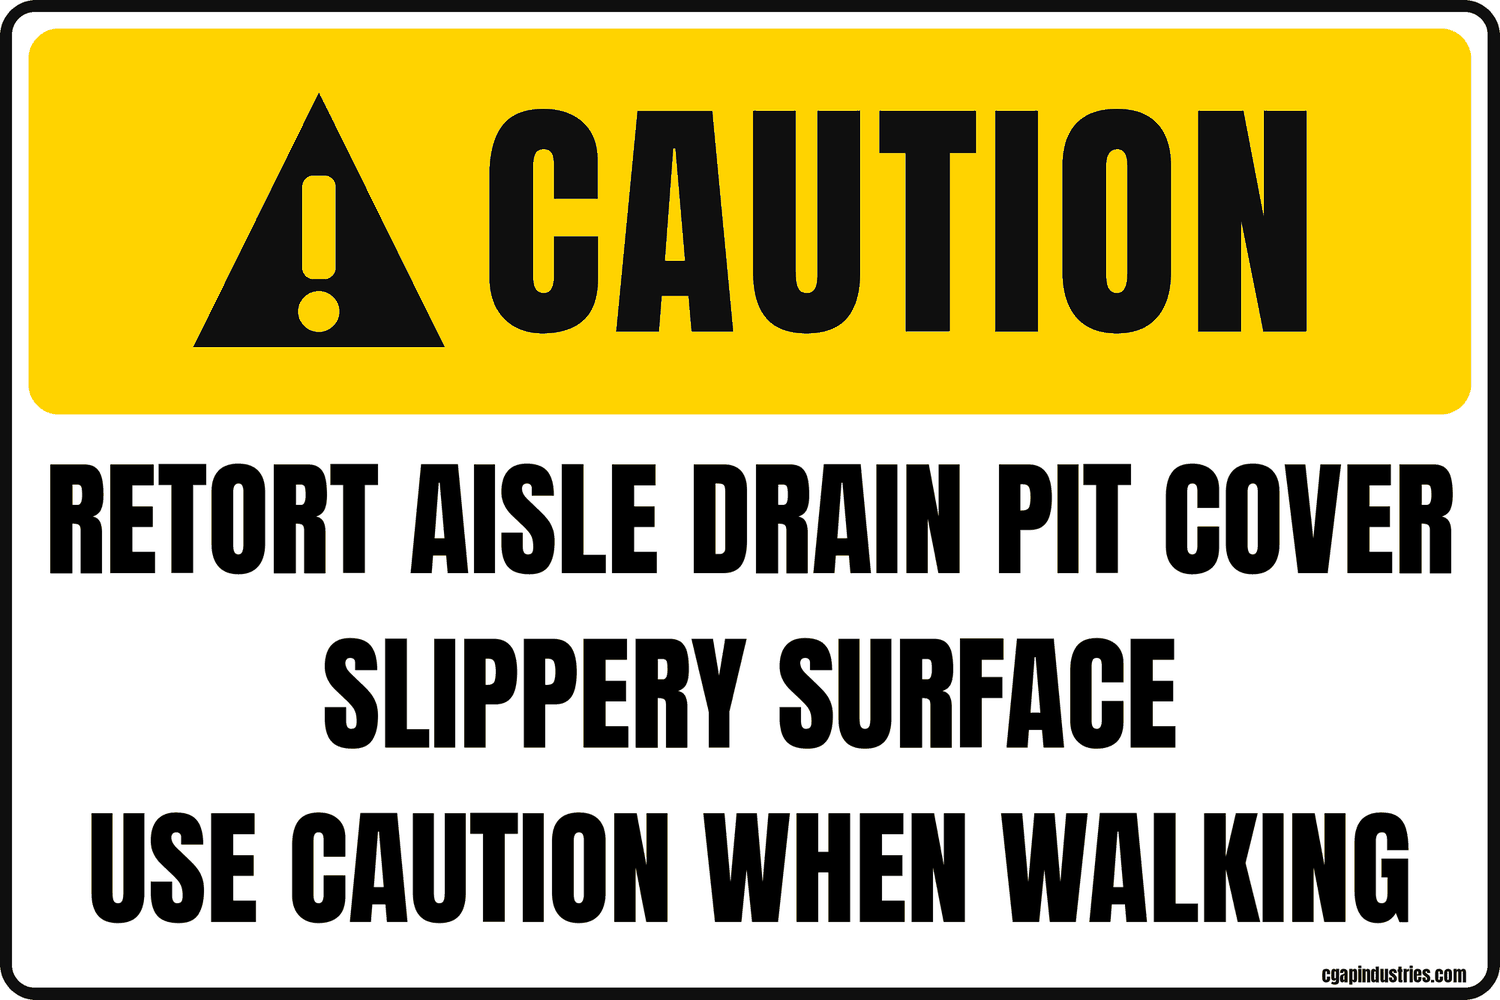 CAUTION
RETORT AISLE DRAIN PIT COVER
SLIPPERY SURFACE
USE CAUTION WHEN WALKING
cgapindustries.com